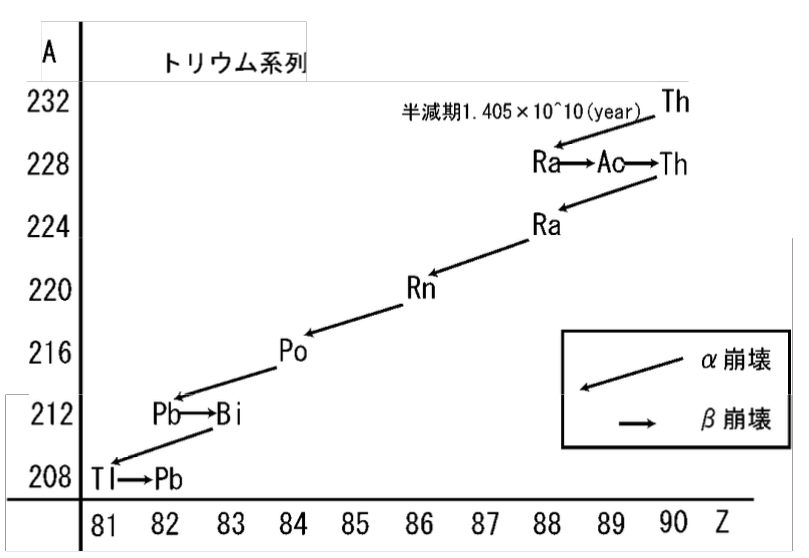 A
トリウム系列
232
半減期1.405×10^10(year)
Th
228
Ra
Ac
Th
224
Ra
220
Rn
216
Po
α崩壊
212
Pb
Bi
β崩壊
208
Tl
Pb
81 82 83 84 85 86 87 88 89 90 Z